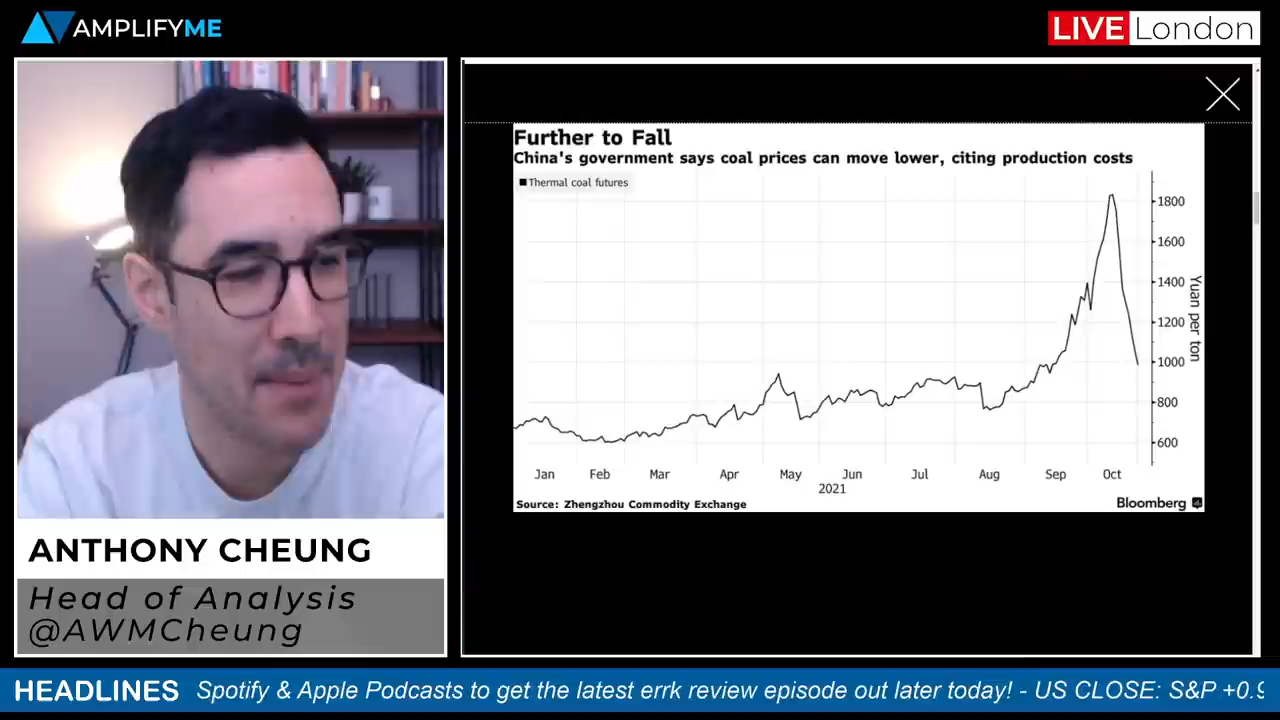 AMPLIFYME
LIVE London
Further to Fall
China's government says coal prices can move lower, citing production costs
Thermal coal futures
1800
1600
1400
1200
1000
800
600
Yuan per ton
Jan Feb Mar Apr May Jun Jul Aug Sep Oct
2021
Source: Zhengzhou Commodity Exchange
Bloomberg
ANTHONY CHEUNG
Head of Analysis
@AWMCheung
HEADLINES Spotify & Apple Podcasts to get the latest errk review episode out later today! - US CLOSE: S&P +0.9